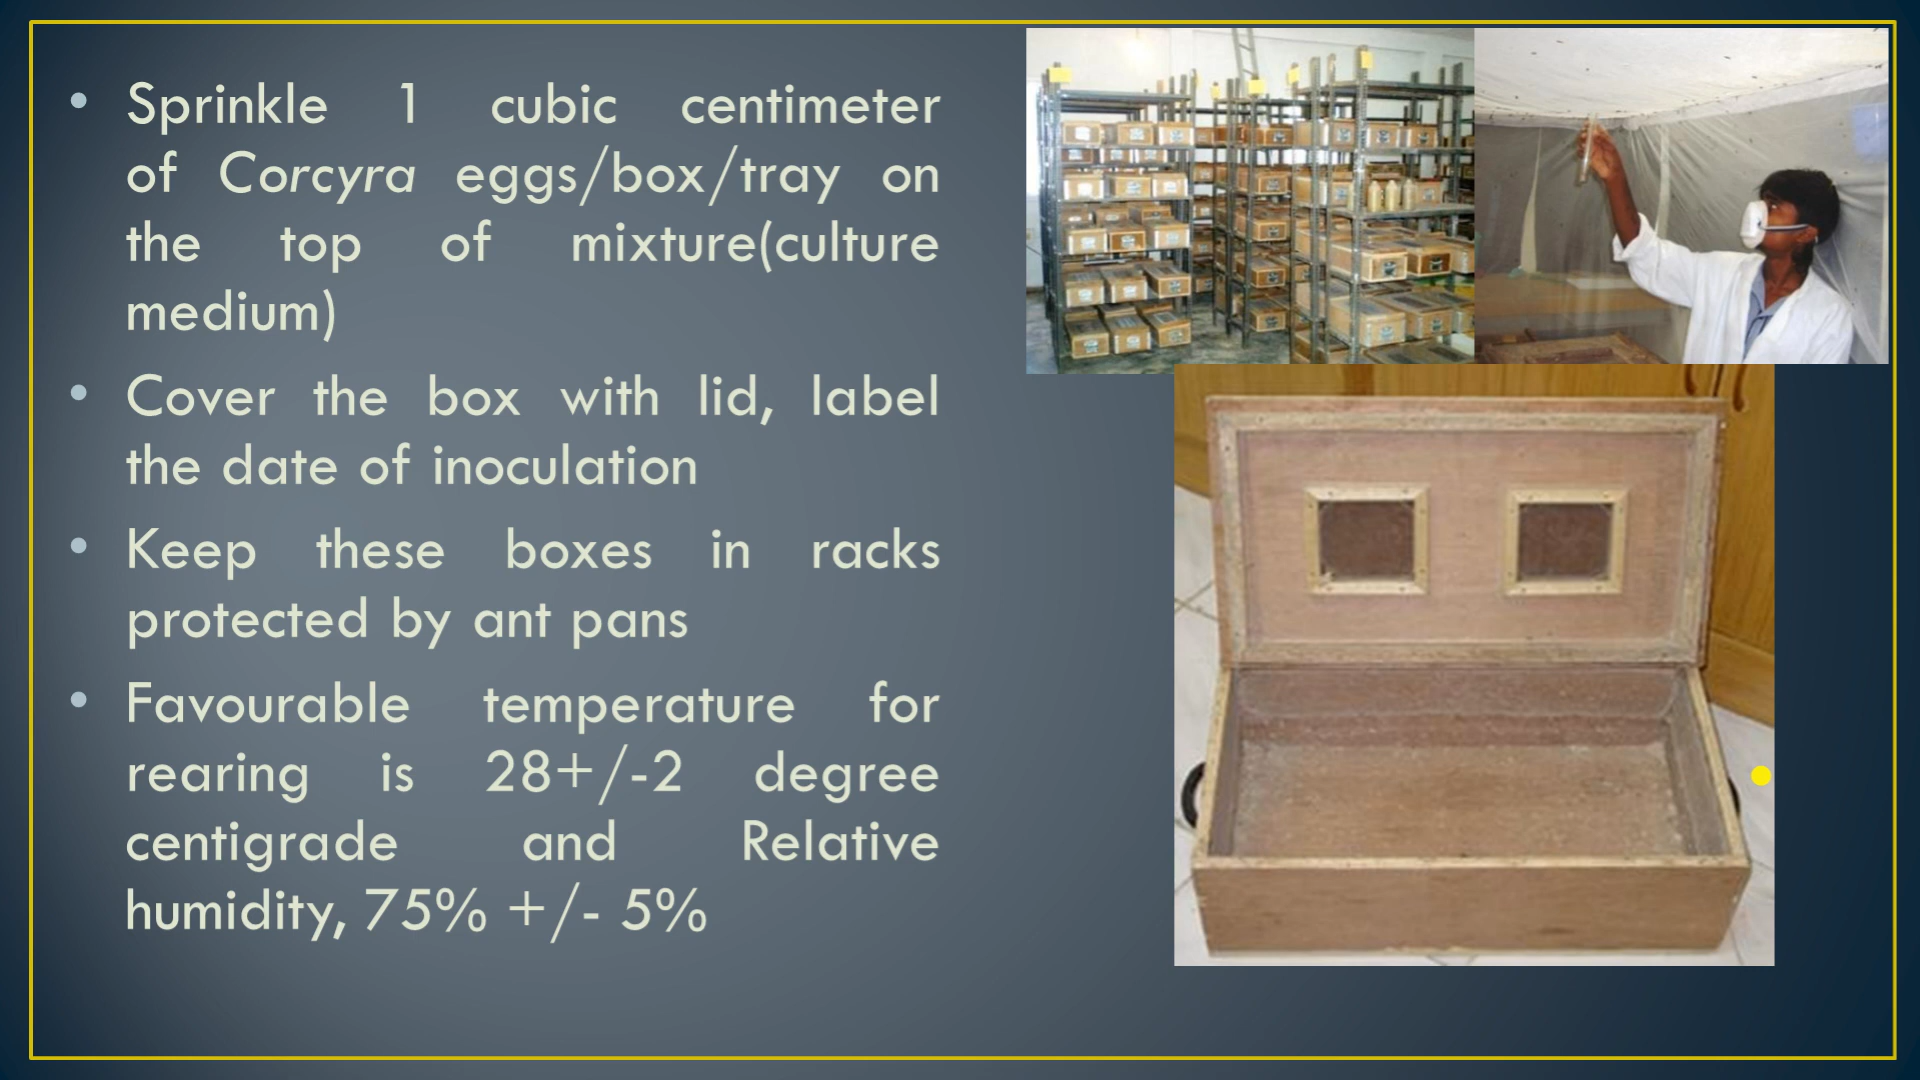 • Sprinkle 1 cubic centimeter
of Corcyra eggs/box/tray on
the top of mixture(culture
medium)
• Cover the box with lid, label
the date of inoculation
• Keep these boxes in racks
protected by ant pans
• Favourable temperature for
rearing is 28+/-2 degree
centigrade and Relative
humidity, 75% +/- 5%